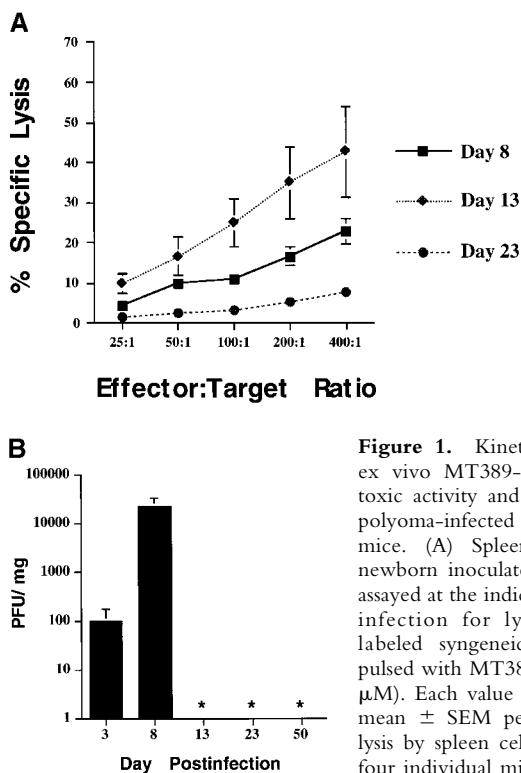 A
70
60
50
40
30
20
10
0
% Specific Lysis
25:1 50:1 100:1 200:1 400:1
Effector:Target Ratio
Day 8
Day 13
Day 23
B
100000
10000
1000
100
10
1
PFU/mg
* * *
3 8 13 23 50
Day Postinfection
Figure 1. Kinet
ex vivo MT389-
toxic activity and
polyoma-infected
mice. (A) Spleen
newborn inoculate
assayed at the indic
infection for ly
labeled syngeneic
pulsed with MT38
μM). Each value
mean ± SEM pe
lysis by spleen cel
four individual mi